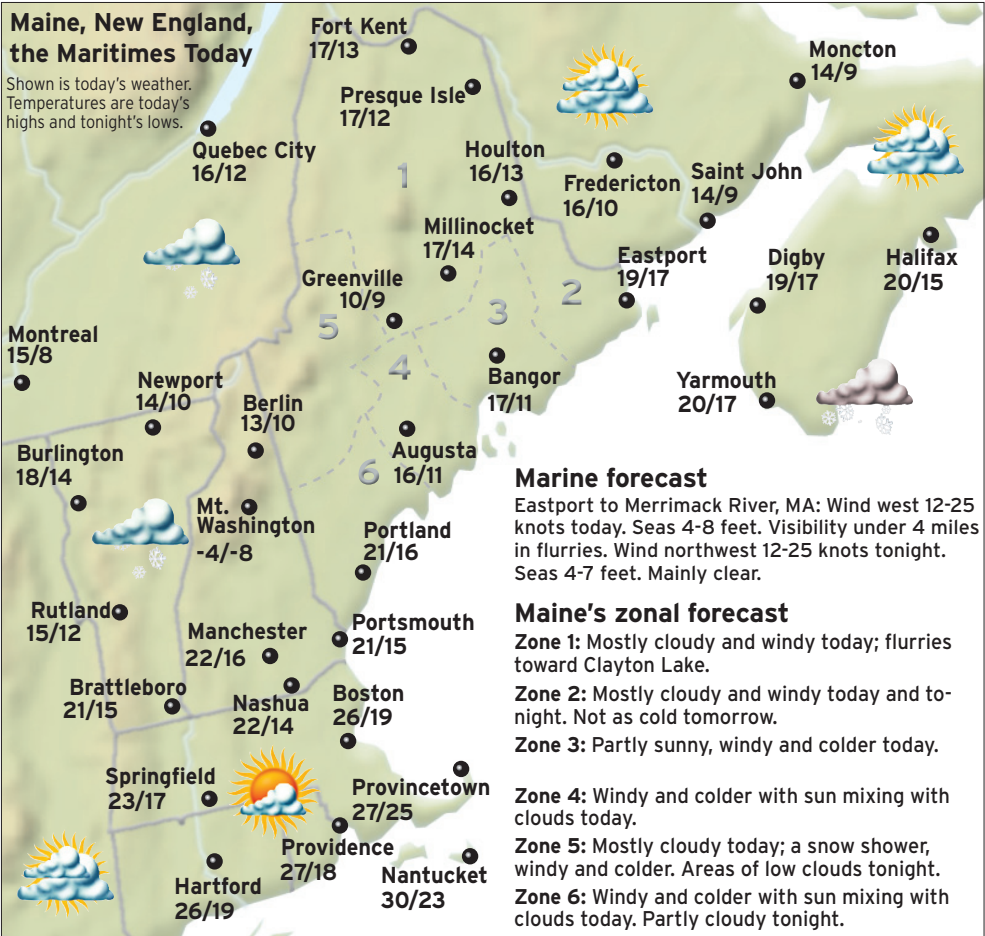 Maine, New England,
the Maritimes Today
Shown is today's weather.
Temperatures are today's
highs and tonight's lows.
Fort Kent
17/13
Moncton
14/9
Presque Isle
17/12
Quebec City
16/12
Houlton
16/13
1
Fredericton
16/10
Saint John
14/9
Millinocket
17/14
Greenville
10/9
Eastport
19/17
Digby
19/17
Halifax
20/15
2
3
5
4
Montreal
15/8
Newport
14/10
Berlin
13/10
Bangor
17/11
Yarmouth
20/17
Burlington
18/14
Augusta
16/11
6
Mt.
Washington
-4/-8
Portland
21/16
Rutland
15/12
Manchester
22/16
Portsmouth
21/15
Brattleboro
21/15
Nashua
22/14
Boston
26/19
Springfield
23/17
Provincetown
27/25
Providence
27/18
Hartford
26/19
Nantucket
30/23
Marine forecast
Eastport to Merrimack River, MA: Wind west 12-25
knots today. Seas 4-8 feet. Visibility under 4 miles
in flurries. Wind northwest 12-25 knots tonight.
Seas 4-7 feet. Mainly clear.
Maine's zonal forecast
Zone 1: Mostly cloudy and windy today; flurries
toward Clayton Lake.
Zone 2: Mostly cloudy and windy today and to-
night. Not as cold tomorrow.
Zone 3: Partly sunny, windy and colder today.
Zone 4: Windy and colder with sun mixing with
clouds today.
Zone 5: Mostly cloudy today; a snow shower,
windy and colder. Areas of low clouds tonight.
Zone 6: Windy and colder with sun mixing with
clouds today. Partly cloudy tonight.